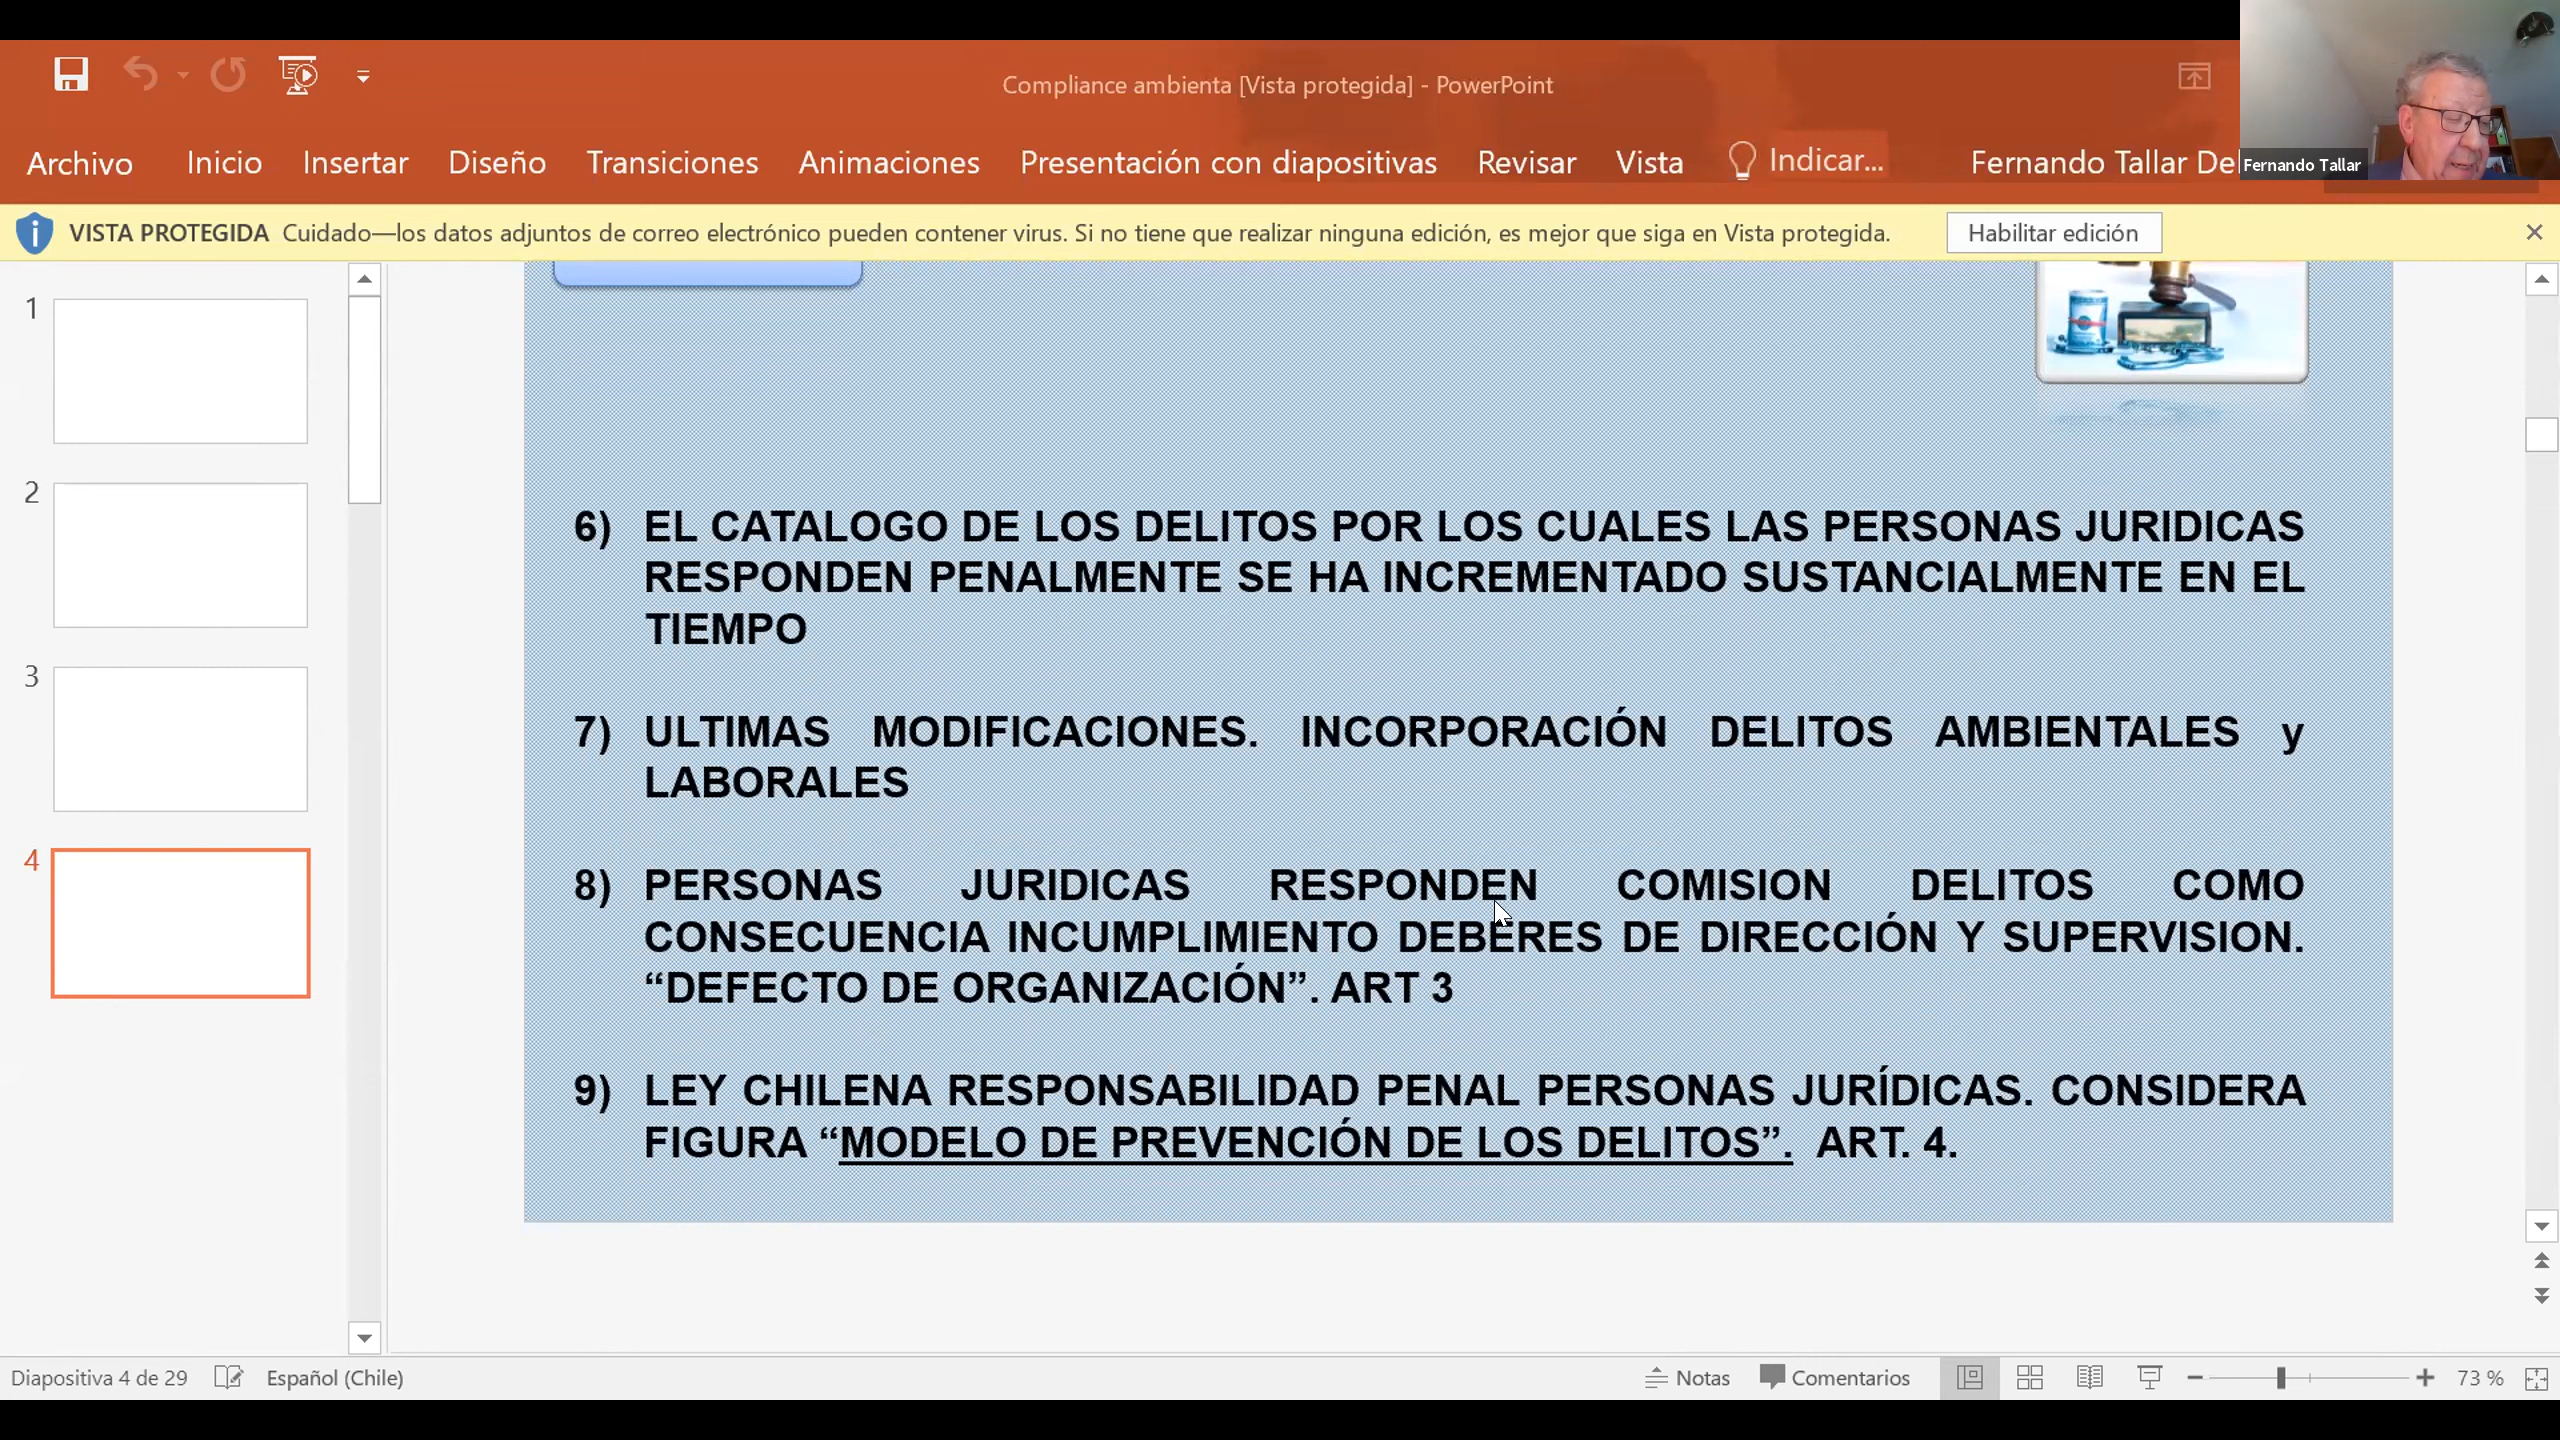 Compliance ambienta [Vista protegida] - PowerPoint
Archivo Inicio Insertar Diseño Transiciones Animaciones Presentación con diapositivas Revisar Vista Indicar... Fernando Tallar De
Fernando Tallar
VISTA PROTEGIDA Cuidado—los datos adjuntos de correo electrónico pueden contener virus. Si no tiene que realizar ninguna edición, es mejor que siga en Vista protegida. Habilitar edición
1
2
3
4
6) EL CATALOGO DE LOS DELITOS POR LOS CUALES LAS PERSONAS JURIDICAS
RESPONDEN PENALMENTE SE HA INCREMENTADO SUSTANCIALMENTE EN EL
TIEMPO
7) ULTIMAS MODIFICACIONES. INCORPORACIÓN DELITOS AMBIENTALES y
LABORALES
8) PERSONAS JURIDICAS RESPONDEN COMISION DELITOS COMO
CONSECUENCIA INCUMPLIMIENTO DEBERES DE DIRECCIÓN Y SUPERVISION.
“DEFECTO DE ORGANIZACIÓN”. ART 3
9) LEY CHILENA RESPONSABILIDAD PENAL PERSONAS JURÍDICAS. CONSIDERA
FIGURA “MODELO DE PREVENCIÓN DE LOS DELITOS”. ART. 4.
Diapositiva 4 de 29 Español (Chile) Notas Comentarios 73 %